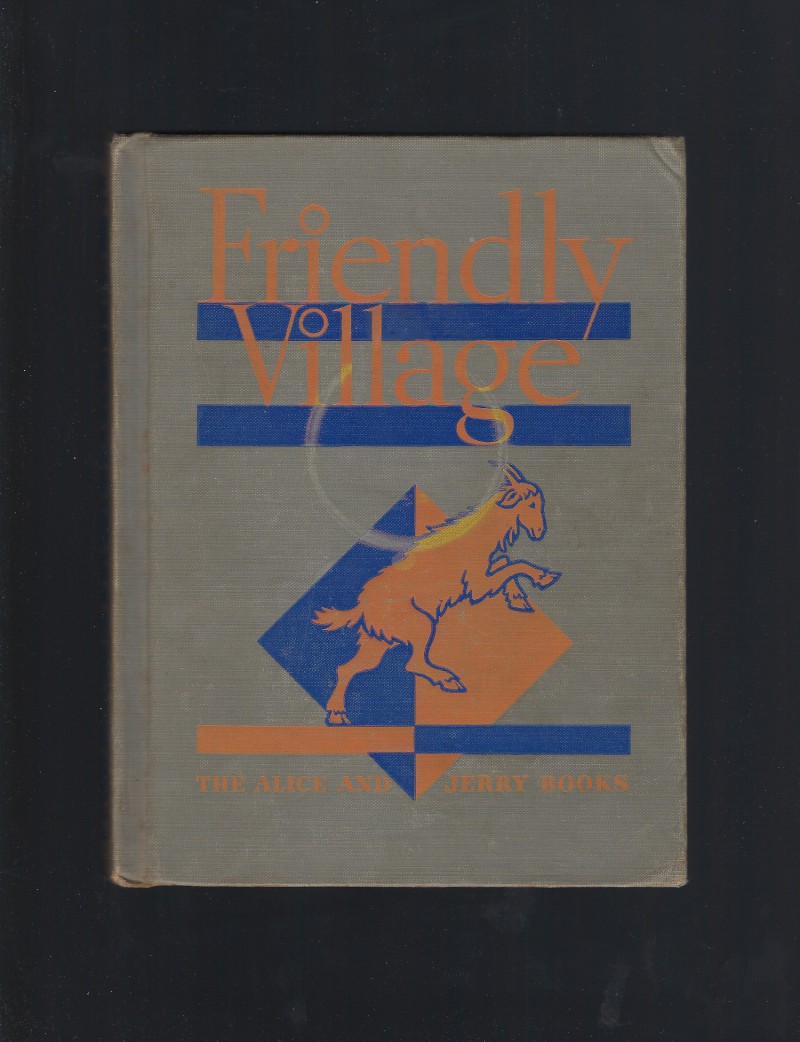 Friendly
Village
THE ALICE AND JERRY BOOKS